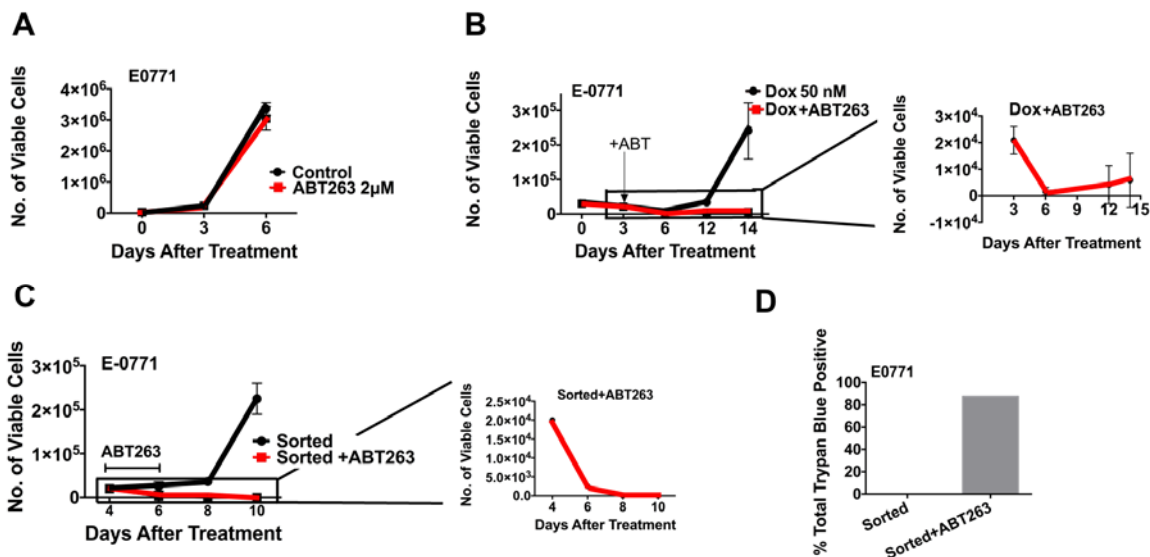 A
No. of Viable Cells
E0771
4×10⁶
3×10⁶
2×10⁶
1×10⁶
0
Control
ABT263 2µM
0 3 6
Days After Treatment
B
No. of Viable Cells
E-0771
3×10⁵
2×10⁵
1×10⁵
0
+ABT
Dox 50 nM
Dox+ABT263
0 3 6 12 14
Days After Treatment
Dox+ABT263
No. of Viable Cells
3×10⁴
2×10⁴
1×10⁴
0
-1×10⁴
3 6 9 12 15
Days After Treatment
C
No. of Viable Cells
E-0771
3×10⁵
2×10⁵
1×10⁵
0
ABT263
Sorted
Sorted +ABT263
4 6 8 10
Days After Treatment
Sorted+ABT263
No. of Viable Cells
2.5×10⁴
2.0×10⁴
1.5×10⁴
1.0×10⁴
5.0×10³
0.0
4 6 8 10
Days After Treatment
D
% Total Trypan Blue Positive
E0771
100
80
60
40
20
0
Sorted
Sorted+ABT263